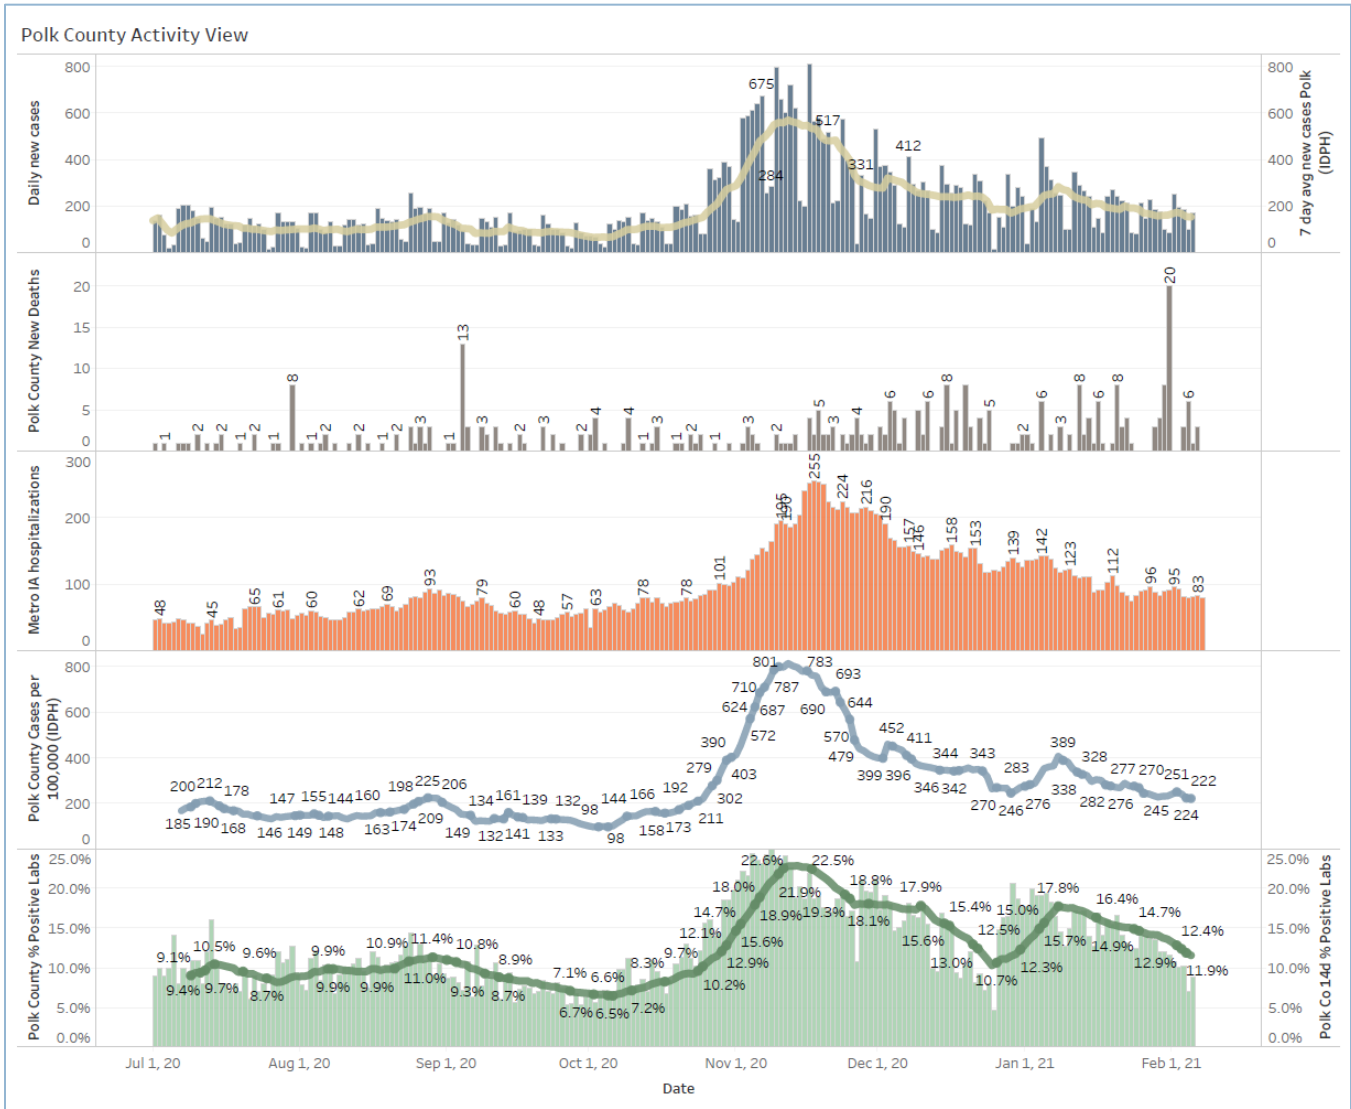 Polk County Activity View
Daily new cases
800
600
400
200
0
675
284
517
331
412
800
600
400
200
0
7 day avg new cases Polk
(IDPH)
Polk County New Deaths
20
15
10
5
0
1 2 2 1 2 1 8 1 2 2 1 2 3 1 13 3 2 3 2 4 4 1 3 1 2 1 3 2 5 3 4 6 6 8 5 2 6 3 8 6 8 20 6
Metro IA hospitalizations
300
200
100
0
48 45 65 61 60 62 69 93 79 60 48 57 63 78 78 101 195 255 224 216 190 157 146 158 153 139 142 123 112 96 95 83
Polk County Cases per
100,000 (IDPH)
800
600
400
200
0
200 212 178 147 155 144 160 198 225 206 134 161 139 132 98 144 166 192 279 390 624 710 801 783 693 644 452 411 344 343 283 389 328 277 270 251 222
185 190 168 146 149 148 163 174 209 149 132 141 133 98 158 173 211 302 403 572 687 787 690 570 479 399 396 346 342 270 246 276 338 282 276 245 224
Polk County % Positive Labs
25.0%
20.0%
15.0%
10.0%
5.0%
0.0%
9.1% 10.5% 9.6% 9.9% 10.9% 11.4% 10.8% 8.9% 7.1% 6.6% 8.3% 9.7% 12.1% 14.7% 18.0% 22.6% 22.5% 18.8% 17.9% 15.4% 12.5% 15.0% 17.8% 16.4% 14.7% 12.4%
9.4% 9.7% 8.7% 9.9% 9.9% 11.0% 9.3% 8.7% 6.7% 6.5% 7.2% 10.2% 12.9% 15.6% 18.9% 21.9% 19.3% 18.1% 15.6% 13.0% 10.7% 12.3% 15.7% 14.9% 12.9% 11.9%
25.0%
20.0%
15.0%
10.0%
5.0%
0.0%
Polk Co 14d % Positive Labs
Jul 1, 20 Aug 1, 20 Sep 1, 20 Oct 1, 20 Nov 1, 20 Dec 1, 20 Jan 1, 21 Feb 1, 21
Date